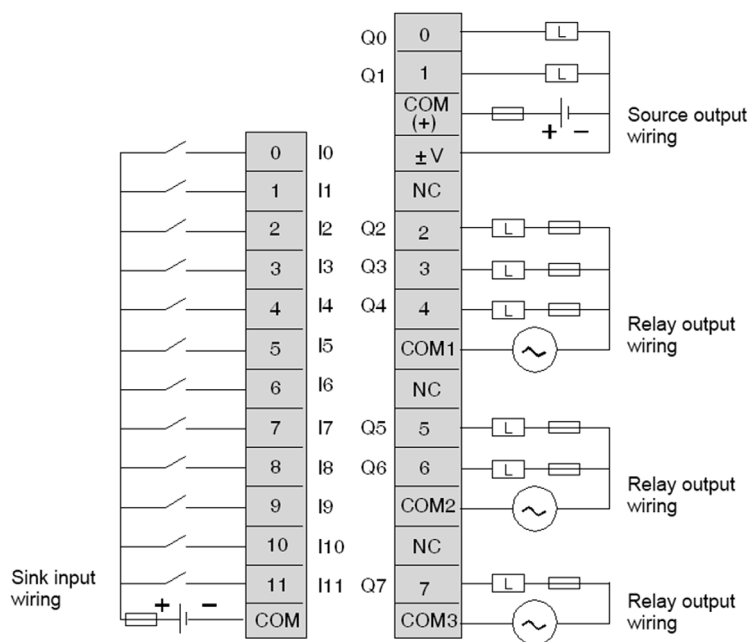 Q0 0 L
Q1 1 L
COM
(+)
+ −
Source output
wiring
±V
NC
Q2 2 L
Q3 3 L
Q4 4 L
COM1
Relay output
wiring
NC
Q5 5 L
Q6 6 L
COM2
Relay output
wiring
NC
Q7 7 L
COM3
Relay output
wiring
0 I0
1 I1
2 I2
3 I3
4 I4
5 I5
6 I6
7 I7
8 I8
9 I9
10 I10
11 I11
COM
+ −
Sink input
wiring